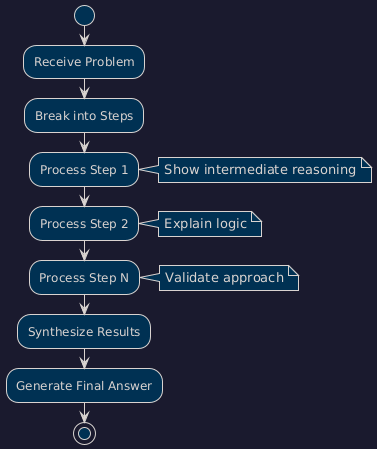 Receive Problem
Break into Steps
Process Step 1
Show intermediate reasoning
Process Step 2
Explain logic
Process Step N
Validate approach
Synthesize Results
Generate Final Answer